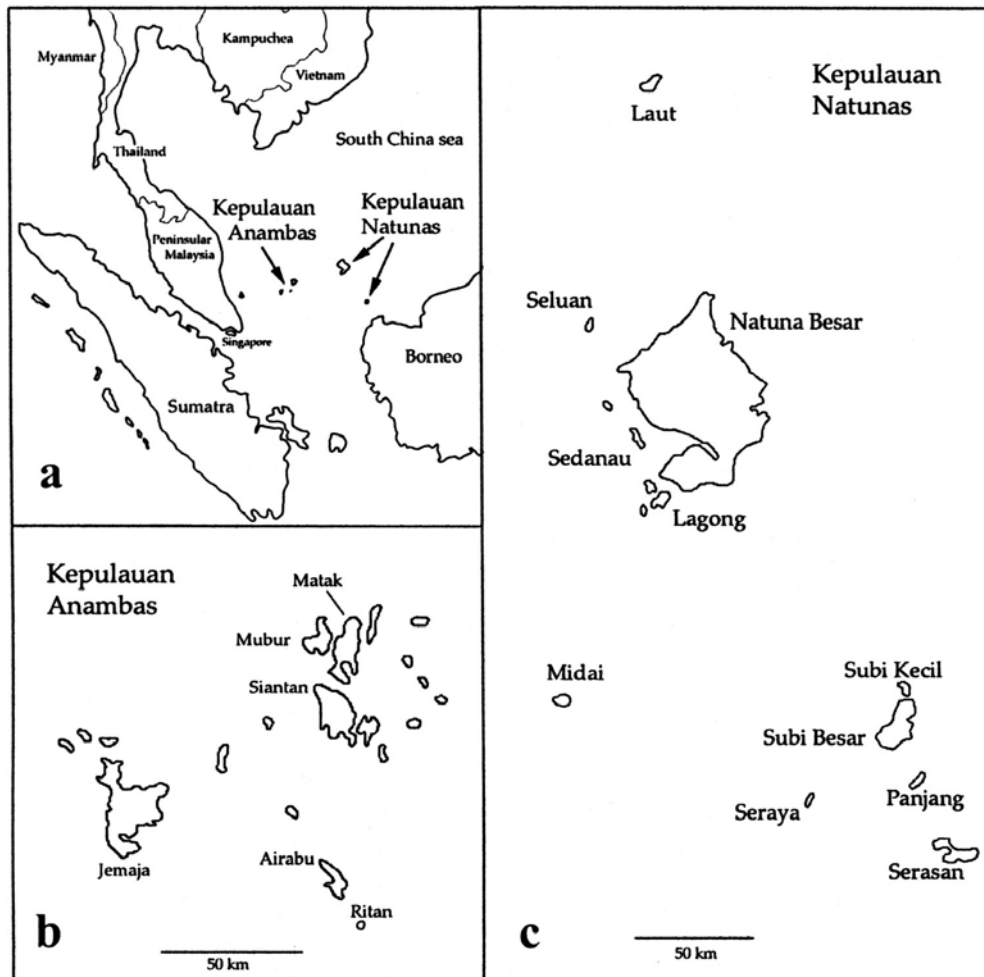 Kampuchea
Myanmar
Vietnam
South China sea
Thailand
Kepulauan
Anambas
Kepulauan
Natunas
Peninsular
Malaysia
Singapore
Borneo
Sumatra
a
Kepulauan
Anambas
Matak
Mubur
Siantan
Jemaja
Airabu
Ritan
b
50 km
Kepulauan
Natunas
Laut
Seluan
Natuna Besar
Sedanau
Lagong
Midai
Subi Kecil
Subi Besar
Seraya
Panjang
Serasan
c
50 km